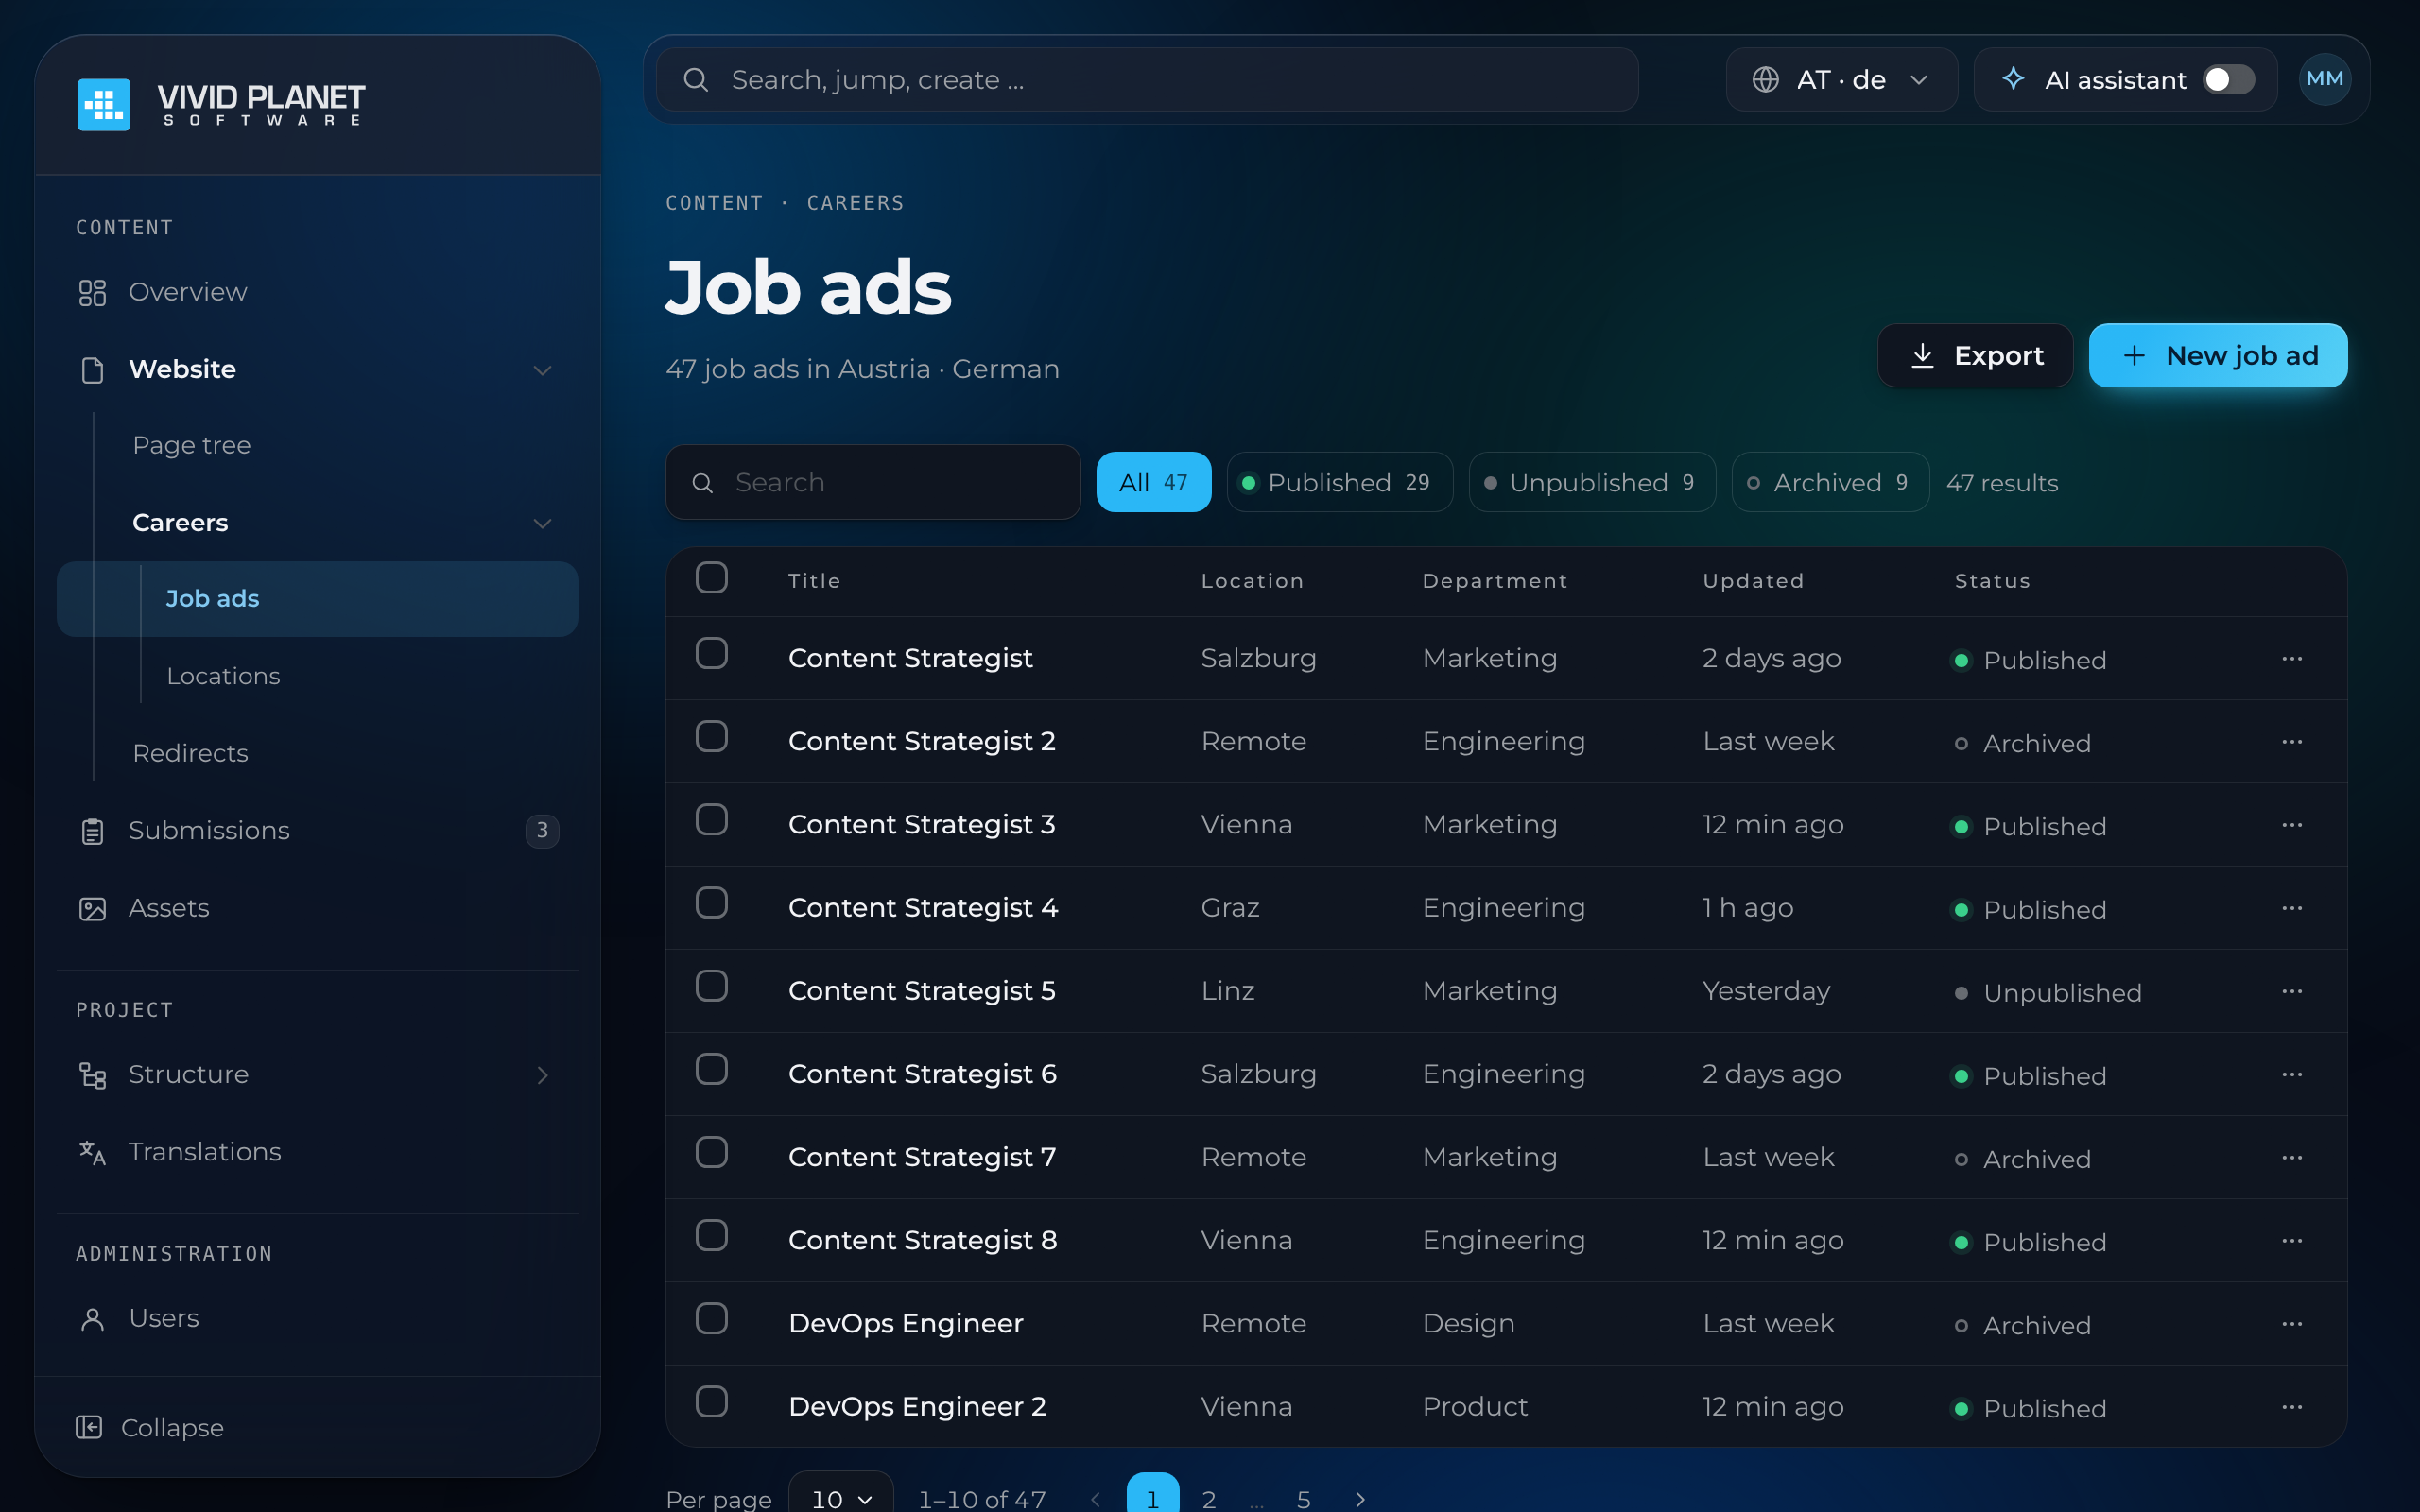 VIVID PLANET
SOFTWARE
CONTENT
Overview
Website
Page tree
Careers
Job ads
Locations
Redirects
Submissions 3
Assets
PROJECT
Structure
Translations
ADMINISTRATION
Users
Collapse
Search, jump, create ...
AT · de
AI assistant
MM
CONTENT · CAREERS
Job ads
47 job ads in Austria · German
Export
New job ad
Search
All 47
Published 29
Unpublished 9
Archived 9
47 results
Title Location Department Updated Status
Content Strategist Salzburg Marketing 2 days ago Published
Content Strategist 2 Remote Engineering Last week Archived
Content Strategist 3 Vienna Marketing 12 min ago Published
Content Strategist 4 Graz Engineering 1 h ago Published
Content Strategist 5 Linz Marketing Yesterday Unpublished
Content Strategist 6 Salzburg Engineering 2 days ago Published
Content Strategist 7 Remote Marketing Last week Archived
Content Strategist 8 Vienna Engineering 12 min ago Published
DevOps Engineer Remote Design Last week Archived
DevOps Engineer 2 Vienna Product 12 min ago Published
Per page 10 1–10 of 47 1 2 ... 5